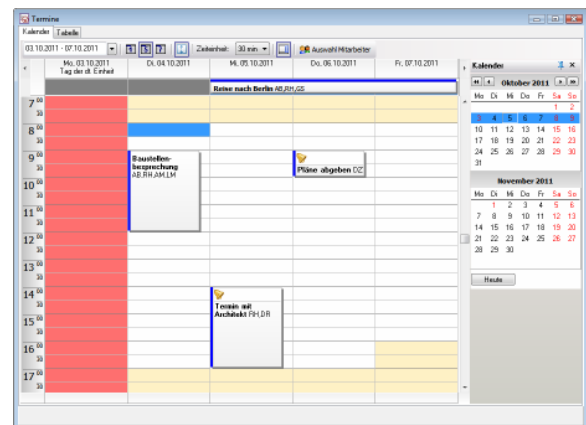 Termine
Kalender Tabelle
03.10.2011 - 07.10.2011 Zeiteinheit: 30 min Auswahl Mitarbeiter
Mo, 03.10.2011 Di, 04.10.2011 Mi, 05.10.2011 Do, 06.10.2011 Fr, 07.10.2011
Tag der dt. Einheit
Reise nach Berlin AB,RH,GS
7 00
30
8 00
30
9 00
30
10 00
30
11 00
30
12 00
30
13 00
30
14 00
30
15 00
30
16 00
30
17 00
30
Baustellen-
bezprechung
AB,RH,AM,LM
Pläne abgeben DZ
Termin mit
Architekt RH,DR
Kalender
Oktober 2011
Mo Di Mi Do Fr Sa So
1 2
3 4 5 6 7 8 9
10 11 12 13 14 15 16
17 18 19 20 21 22 23
24 25 26 27 28 29 30
31
November 2011
Mo Di Mi Do Fr Sa So
1 2 3 4 5 6
7 8 9 10 11 12 13
14 15 16 17 18 19 20
21 22 23 24 25 26 27
28 29 30
Heute